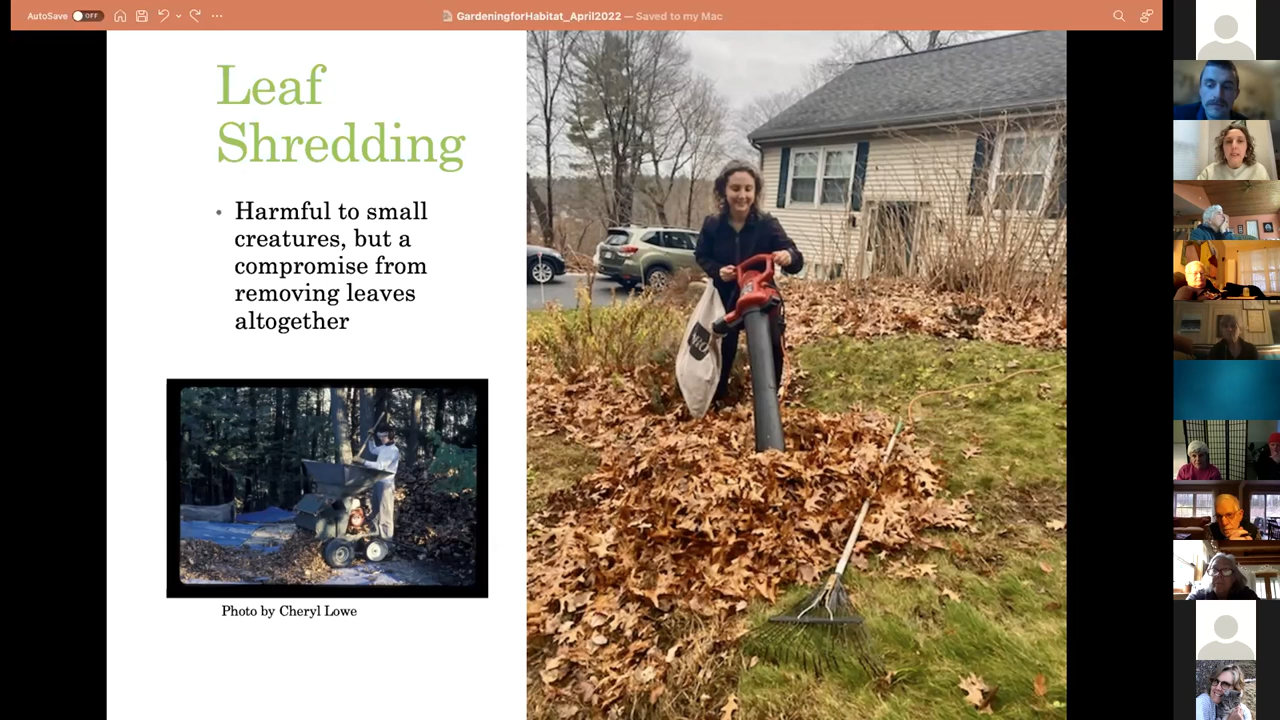 AutoSave OFF
GardeningforHabitat_April2022 — Saved to my Mac
Leaf
Shredding
• Harmful to small
creatures, but a
compromise from
removing leaves
altogether
Photo by Cheryl Lowe